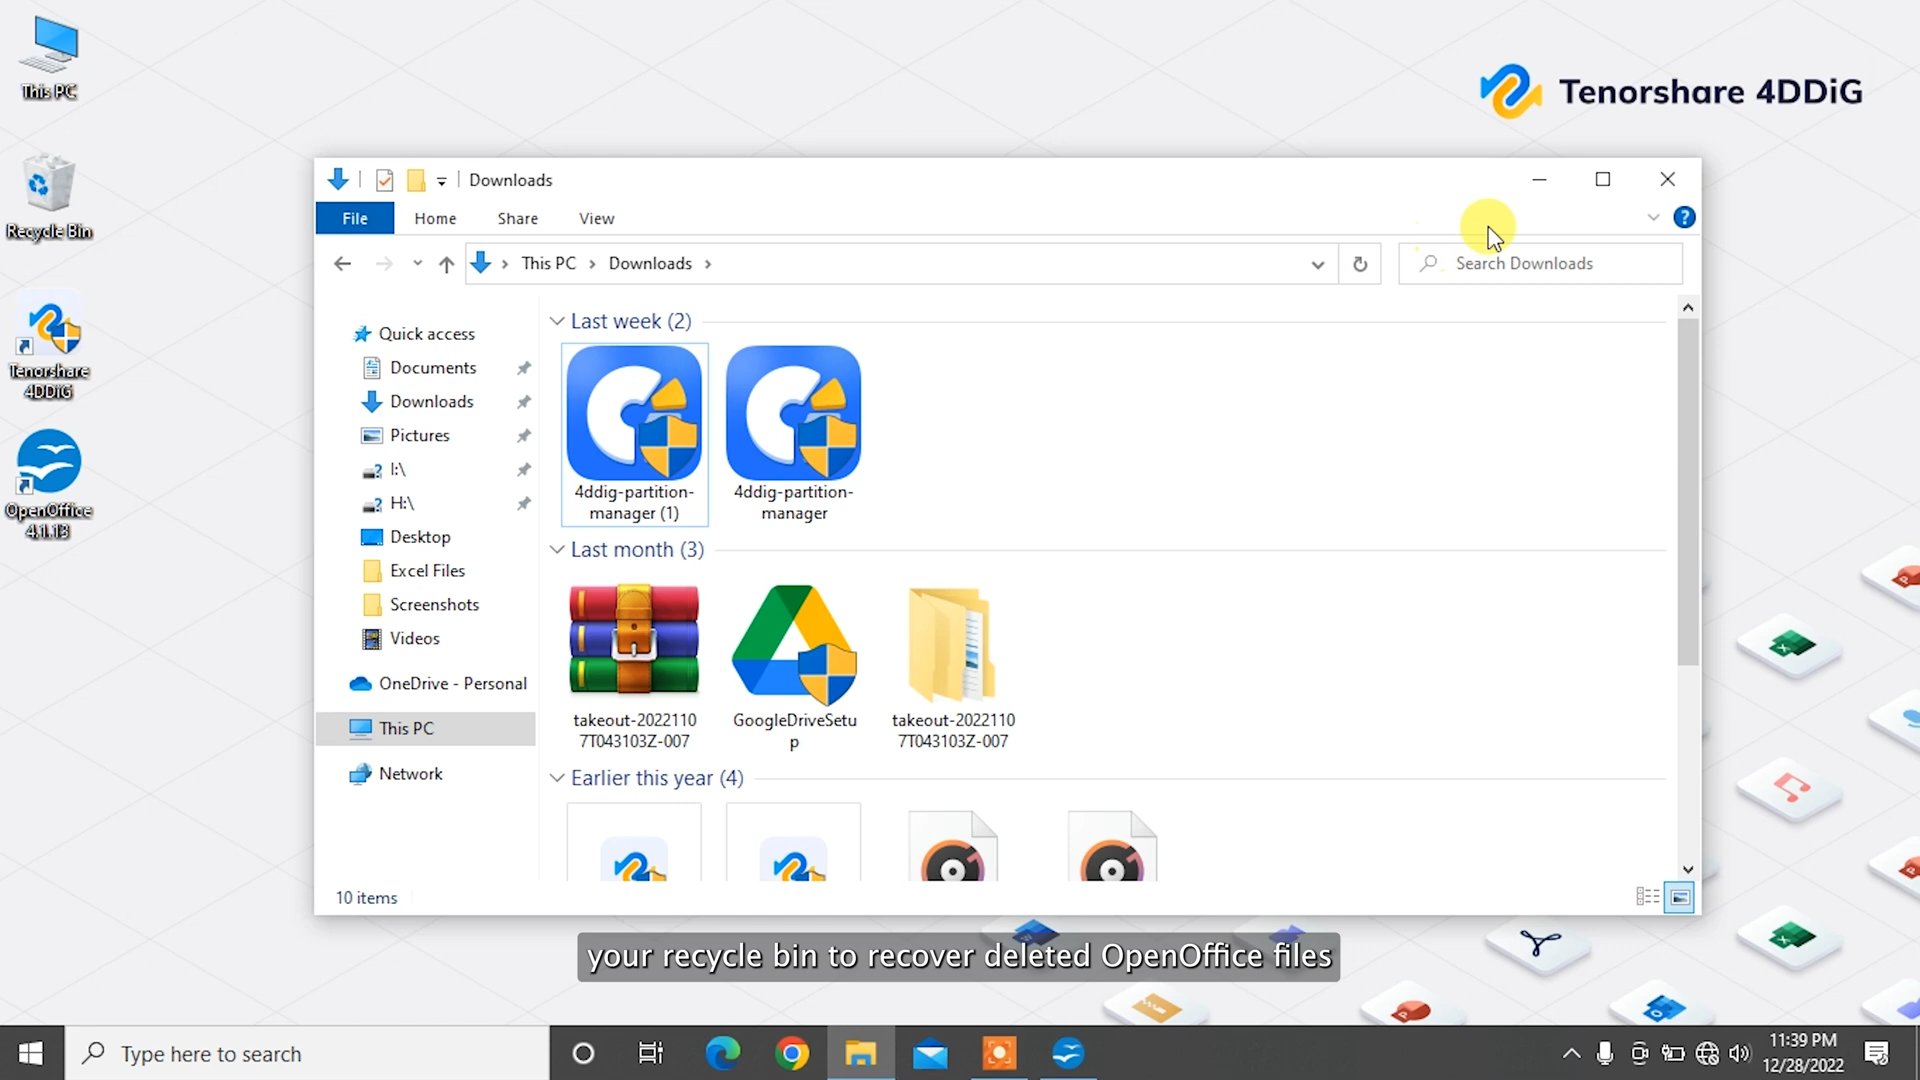 This PC
Recycle Bin
Tenorshare
4DDiG
OpenOffice
4.1.13
Tenorshare 4DDiG
Downloads
File
Home
Share
View
This PC
Downloads
Search Downloads
Quick access
Documents
Downloads
Pictures
I:\
H:\
Desktop
Excel Files
Screenshots
Videos
OneDrive - Personal
This PC
Network
Last week (2)
4ddig-partition-
manager (1)
4ddig-partition-
manager
Last month (3)
takeout-2022110
7T043103Z-007
GoogleDriveSetu
p
takeout-2022110
7T043103Z-007
Earlier this year (4)
10 items
your recycle bin to recover deleted OpenOffice files
Type here to search
11:39 PM
12/28/2022